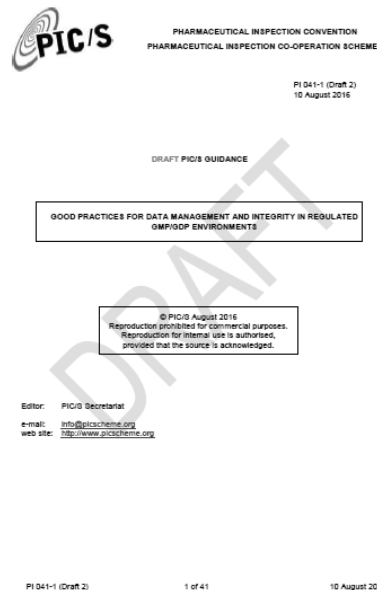 PIC/S
PHARMACEUTICAL INSPECTION CONVENTION
PHARMACEUTICAL INSPECTION CO-OPERATION SCHEME
PI 041-1 (Draft 2)
10 August 2016
DRAFT PIC/S GUIDANCE
GOOD PRACTICES FOR DATA MANAGEMENT AND INTEGRITY IN REGULATED
GMP/GDP ENVIRONMENTS
DRAFT
© PIC/S August 2016
Reproduction prohibited for commercial purposes.
Reproduction for internal use is authorised,
provided that the source is acknowledged.
Editor: PIC/S Secretariat
e-mail: info@picscheme.org
web site: http://www.picscheme.org
PI 041-1 (Draft 2) 1 of 41 10 August 20